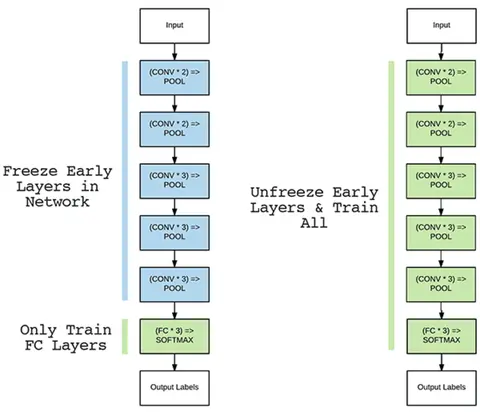 Input
(CONV * 2) =>
POOL
(CONV * 2) =>
POOL
(CONV * 3) =>
POOL
(CONV * 3) =>
POOL
(CONV * 3) =>
POOL
(FC * 3) =>
SOFTMAX
Output Labels
Freeze Early
Layers in
Network
Only Train
FC Layers
Input
(CONV * 2) =>
POOL
(CONV * 2) =>
POOL
(CONV * 3) =>
POOL
(CONV * 3) =>
POOL
(CONV * 3) =>
POOL
(FC * 3) =>
SOFTMAX
Output Labels
Unfreeze Early
Layers & Train
All